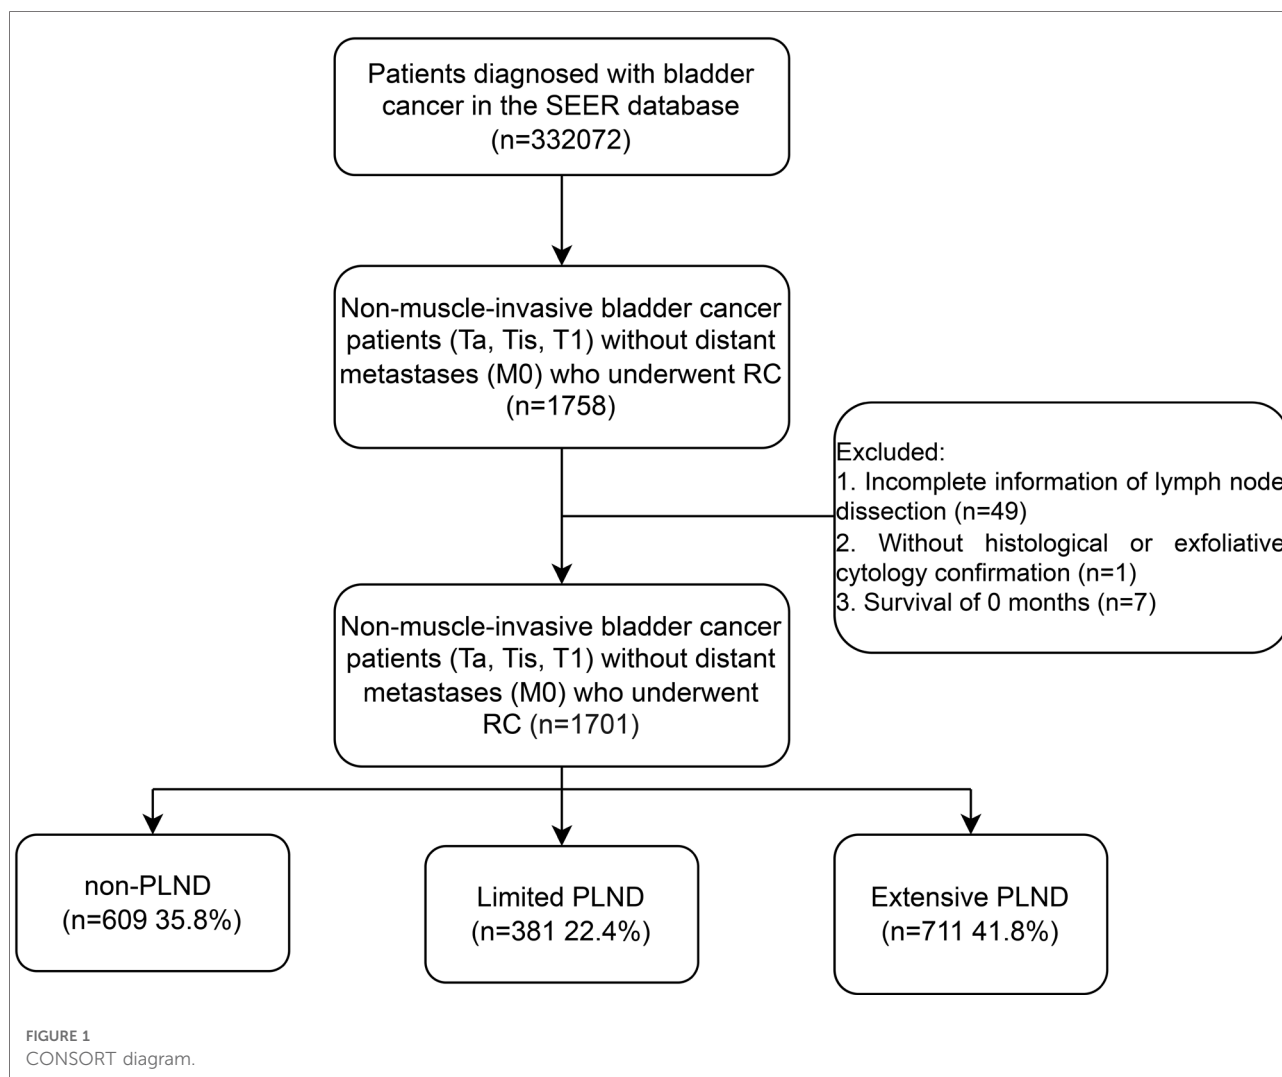 Patients diagnosed with bladder
cancer in the SEER database
(n=332072)
Non-muscle-invasive bladder cancer
patients (Ta, Tis, T1) without distant
metastases (M0) who underwent RC
(n=1758)
Excluded:
1. Incomplete information of lymph node
dissection (n=49)
2. Without histological or exfoliative
cytology confirmation (n=1)
3. Survival of 0 months (n=7)
Non-muscle-invasive bladder cancer
patients (Ta, Tis, T1) without distant
metastases (M0) who underwent
RC (n=1701)
non-PLND
(n=609 35.8%)
Limited PLND
(n=381 22.4%)
Extensive PLND
(n=711 41.8%)
FIGURE 1
CONSORT diagram.